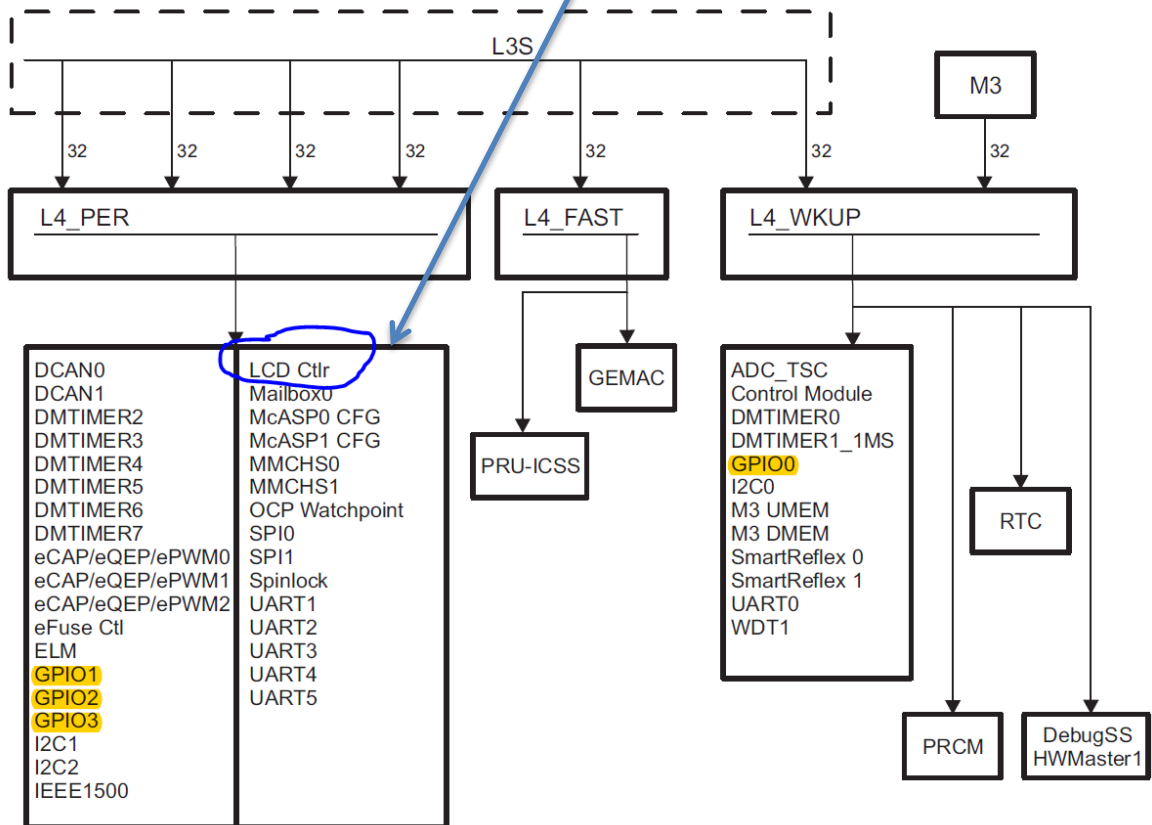 L3S
M3
32
32
32
32
32
32
32
L4_PER
L4_FAST
L4_WKUP
DCAN0
DCAN1
DMTIMER2
DMTIMER3
DMTIMER4
DMTIMER5
DMTIMER6
DMTIMER7
eCAP/eQEP/ePWM0
eCAP/eQEP/ePWM1
eCAP/eQEP/ePWM2
eFuse Ctl
ELM
GPIO1
GPIO2
GPIO3
I2C1
I2C2
IEEE1500
LCD Ctlr
Mailbox0
McASP0 CFG
McASP1 CFG
MMCHS0
MMCHS1
OCP Watchpoint
SPI0
SPI1
Spinlock
UART1
UART2
UART3
UART4
UART5
PRU-ICSS
GEMAC
ADC_TSC
Control Module
DMTIMER0
DMTIMER1_1MS
GPIO0
I2C0
M3 UMEM
M3 DMEM
SmartReflex 0
SmartReflex 1
UART0
WDT1
RTC
PRCM
DebugSS
HWMaster1